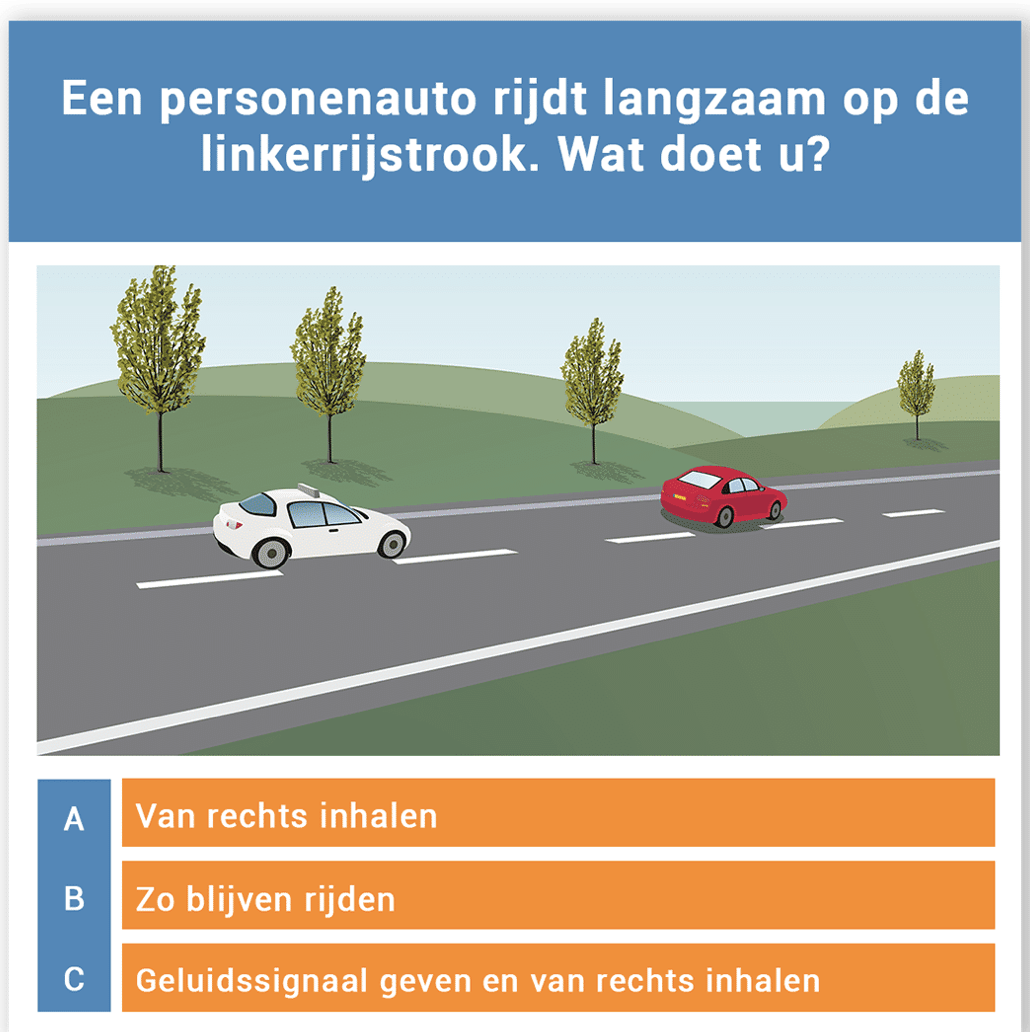 Een personenauto rijdt langzaam op de
linkerrijstrook. Wat doet u?
A Van rechts inhalen
B Zo blijven rijden
C Geluidssignaal geven en van rechts inhalen